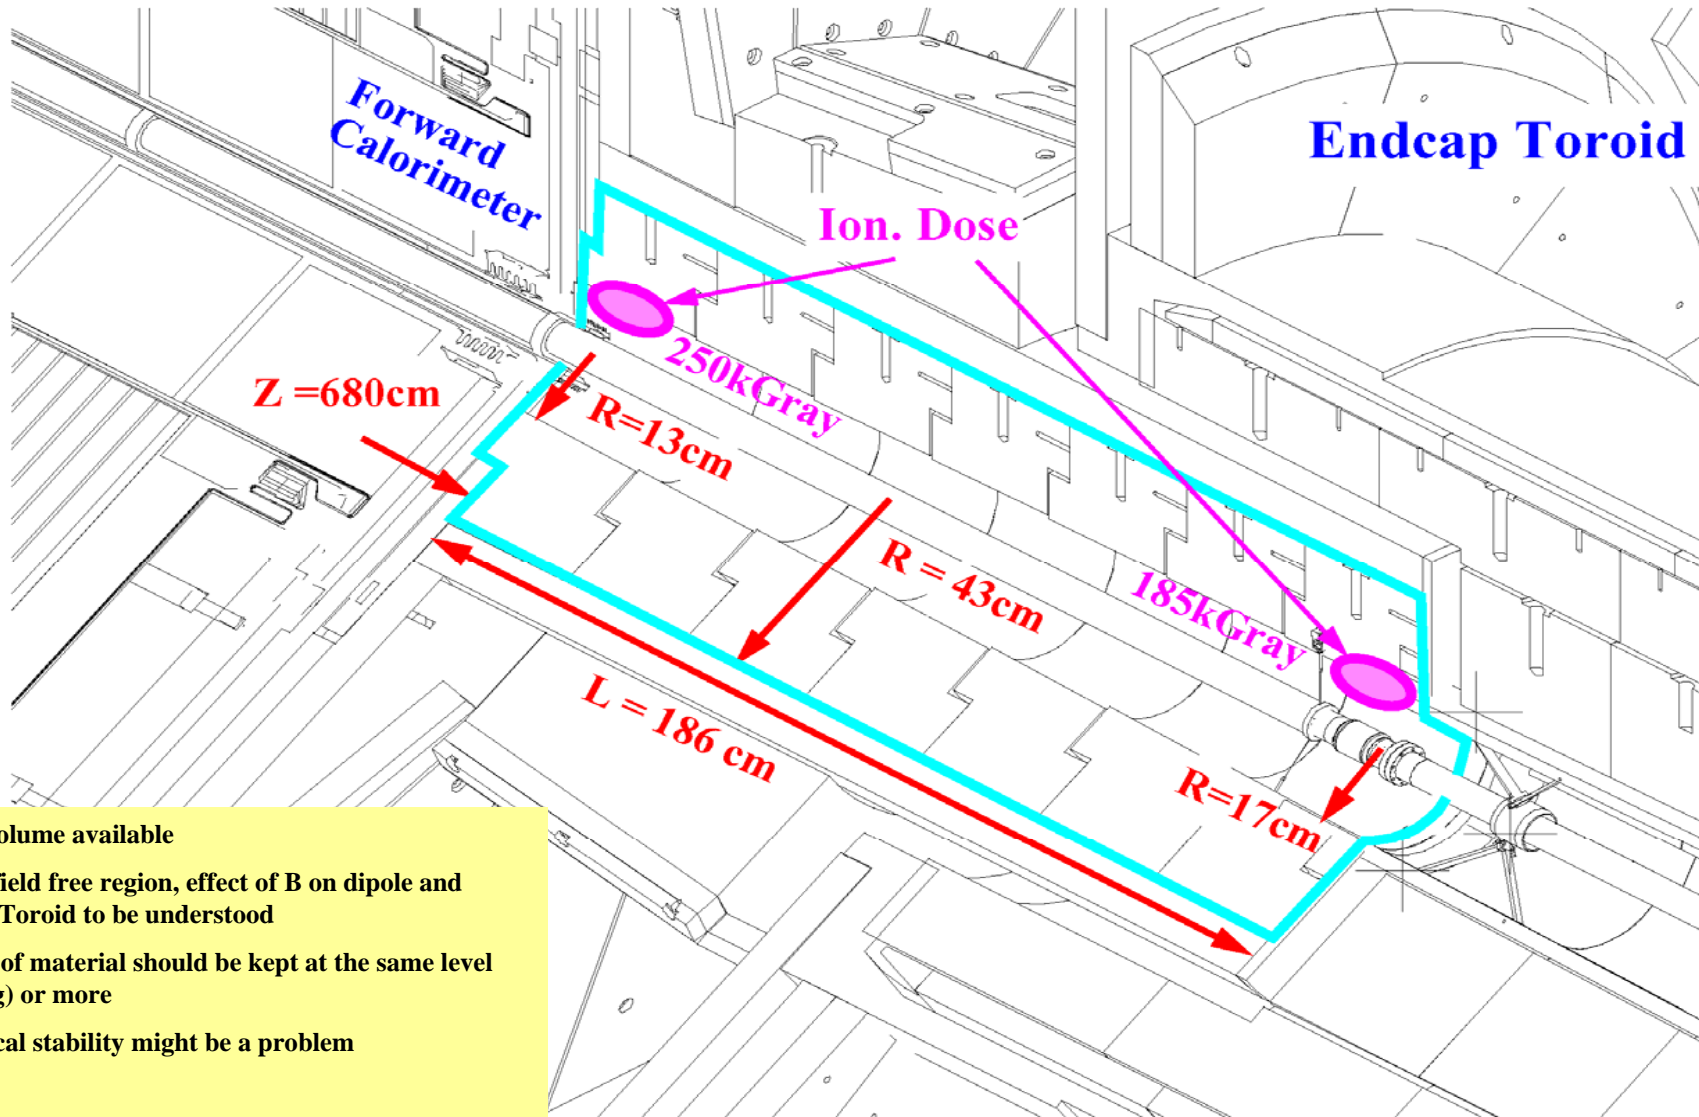 Forward
Calorimeter
Endcap Toroid
Ion. Dose
250kGray
Z =680cm
R=13cm
R = 43cm
185kGray
L = 186 cm
R=17cm
olume available
field free region, effect of B on dipole and
Toroid to be understood
of material should be kept at the same level
g) or more
cal stability might be a problem